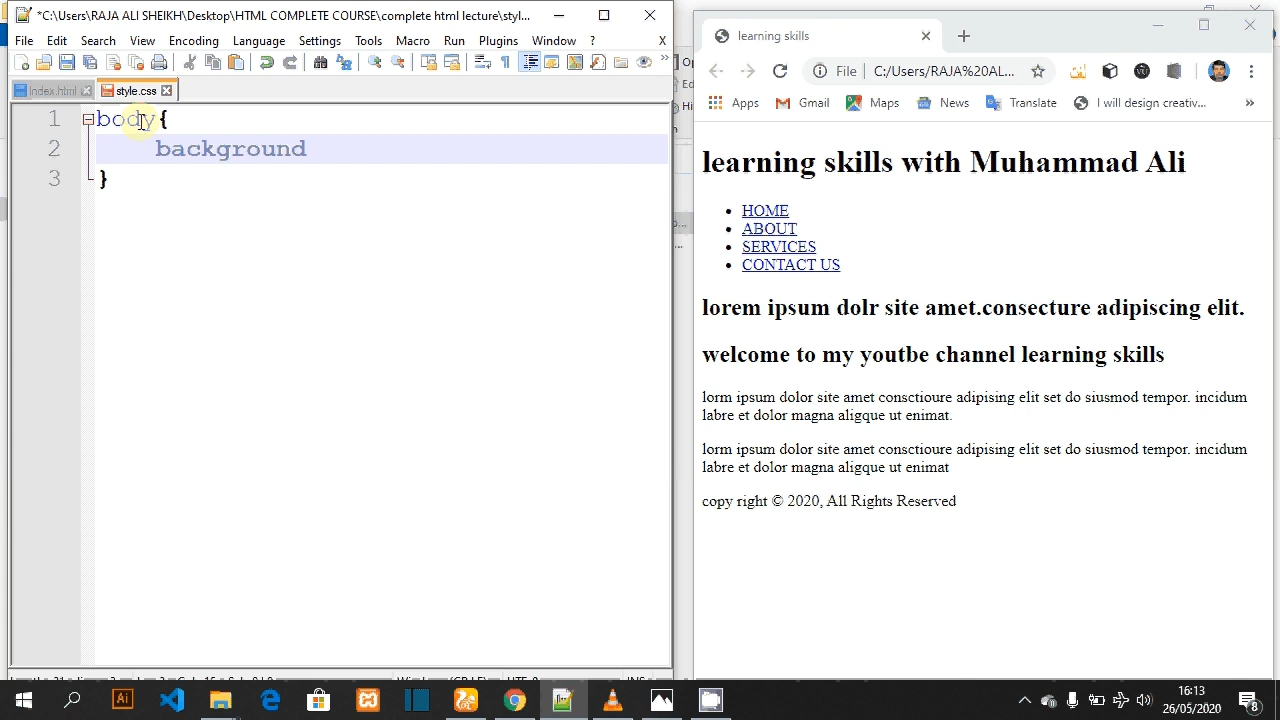 *C:\Users\RAJA ALI SHEIKH\Desktop\HTML COMPLETE COURSE\complete html lecture\styl...
File Edit Search View Encoding Language Settings Tools Macro Run Plugins Window ? X
Index.html style.css
1 body{
2 background
3 }
learning skills
File C:/Users/RAJA%20AL...
Apps Gmail Maps News Translate I will design creativ... »
learning skills with Muhammad Ali
HOME
ABOUT
SERVICES
CONTACT US
lorem ipsum dolr site amet.consecture adipiscing elit.
welcome to my youtbe channel learning skills
lorm ipsum dolor site amet consctioure adipising elit set do siusmod tempor. incidum
labre et dolor magna aligque ut enimat.
lorm ipsum dolor site amet consctioure adipising elit set do siusmod tempor. incidum
labre et dolor magna aligque ut enimat
copy right © 2020, All Rights Reserved
Ai
16:13
26/05/2020
8